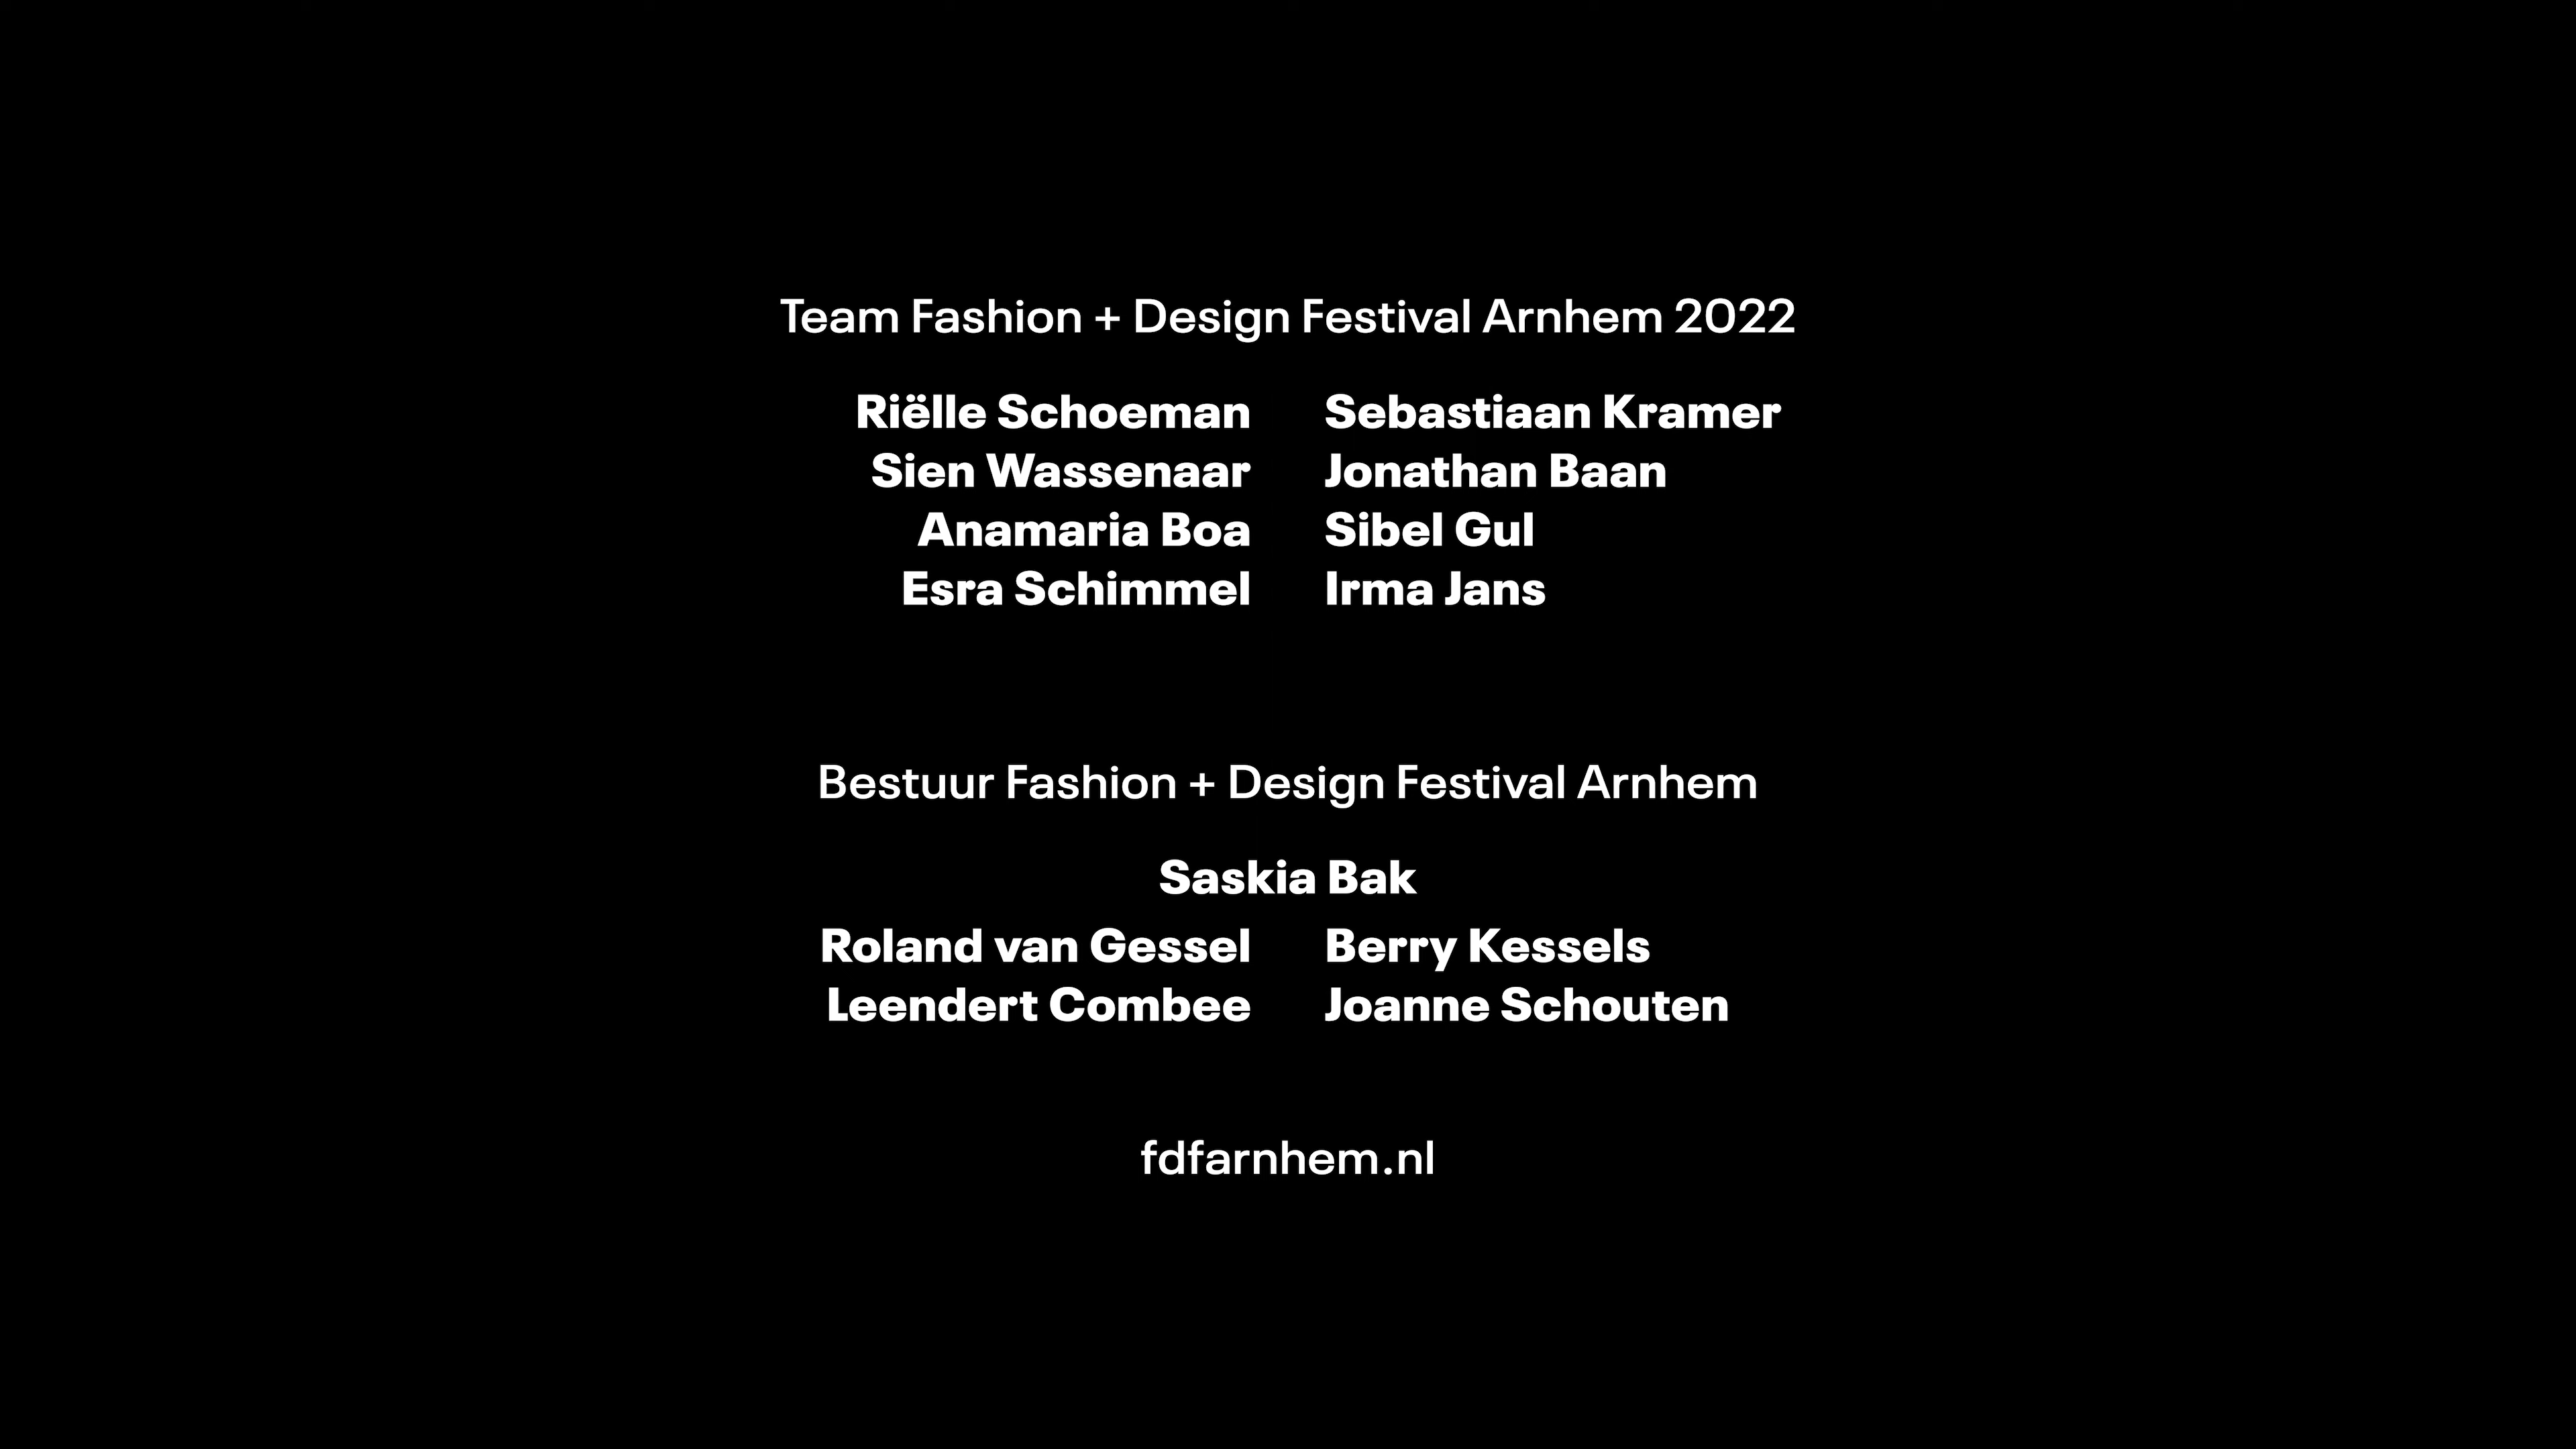 Team Fashion + Design Festival Arnhem 2022
Riëlle Schoeman Sebastiaan Kramer
Sien Wassenaar Jonathan Baan
Anamaria Boa Sibel Gul
Esra Schimmel Irma Jans
Bestuur Fashion + Design Festival Arnhem
Saskia Bak
Roland van Gessel Berry Kessels
Leendert Combee Joanne Schouten
fdfarnhem.nl